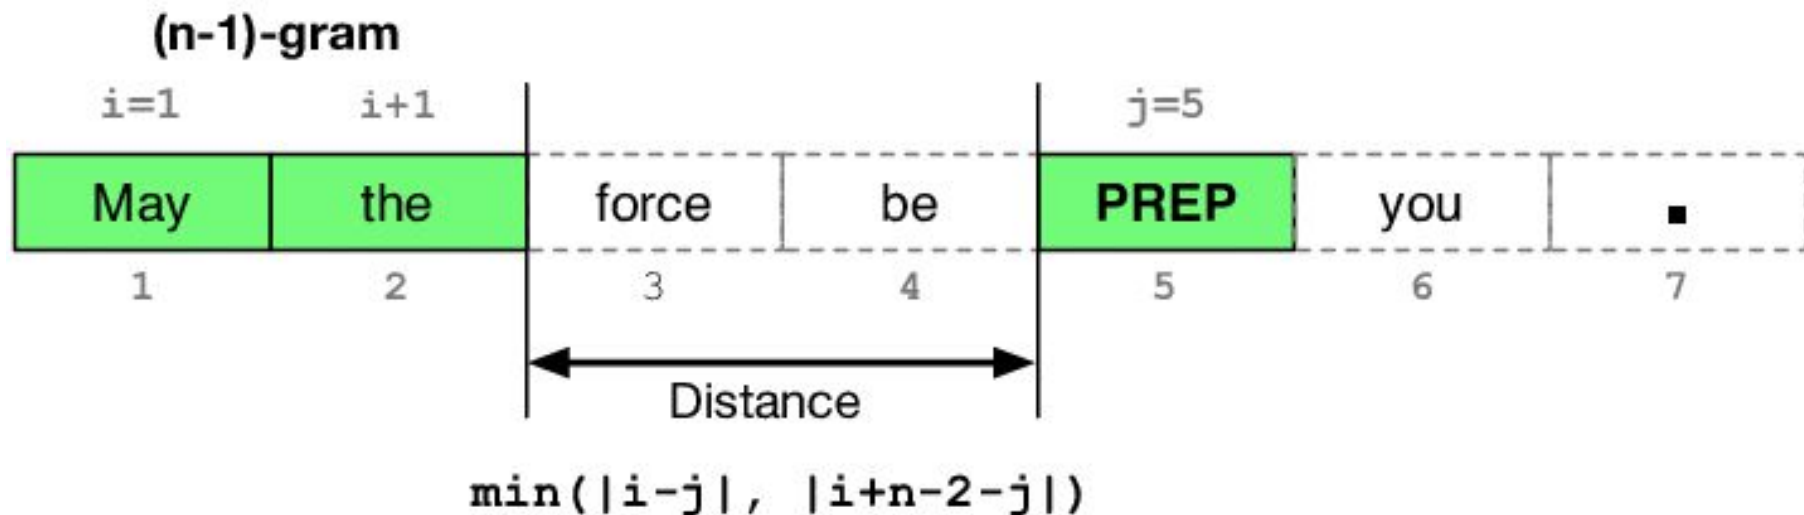 (n-1)-gram
i=1 i+1 j=5
May the force be PREP you .
1 2 3 4 5 6 7
Distance
min(|i-j|, |i+n-2-j|)